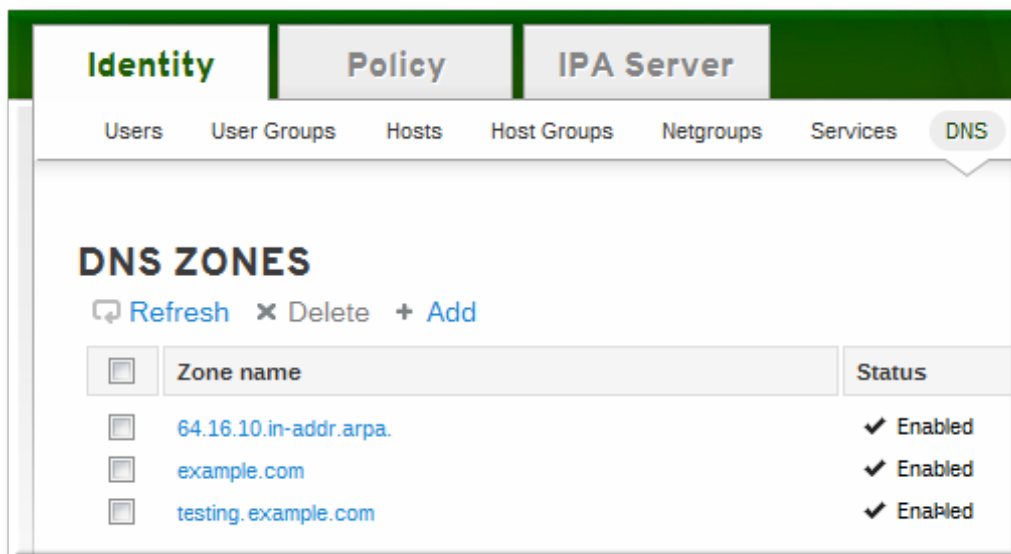 Identity Policy IPA Server
Users User Groups Hosts Host Groups Netgroups Services DNS
DNS ZONES
Refresh Delete + Add
Zone name Status
64.16.10.in-addr.arpa. Enabled
example.com Enabled
testing.example.com Enabled